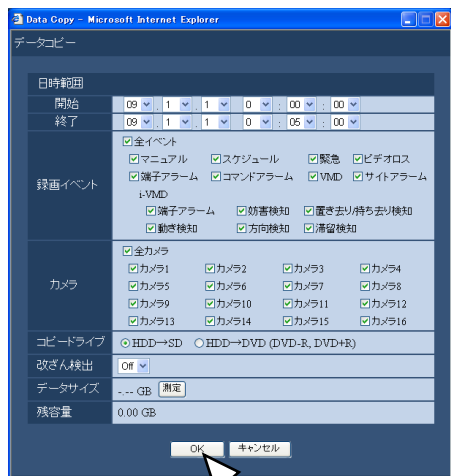 Data Copy - Microsoft Internet Explorer
データコピー
日時範囲
開始 09 . 1 . 1 0 : 00 : 00
終了 09 . 1 . 1 0 : 05 : 00
録画イベント
全イベント
マニュアル スケジュール 緊急 ビデオロス
端子アラーム コマンドアラーム VMD サイトアラーム
i-VMD
端子アラーム 妨害検知 置き去り/持ち去り検知
動き検知 方向検知 滞留検知
カメラ
全カメラ
カメラ1 カメラ2 カメラ3 カメラ4
カメラ5 カメラ6 カメラ7 カメラ8
カメラ9 カメラ10 カメラ11 カメラ12
カメラ13 カメラ14 カメラ15 カメラ16
コピードライブ HDD→SD HDD→DVD (DVD-R, DVD+R)
改ざん検出 Off
データサイズ -.-- GB 測定
残容量 0.00 GB
OK キャンセル